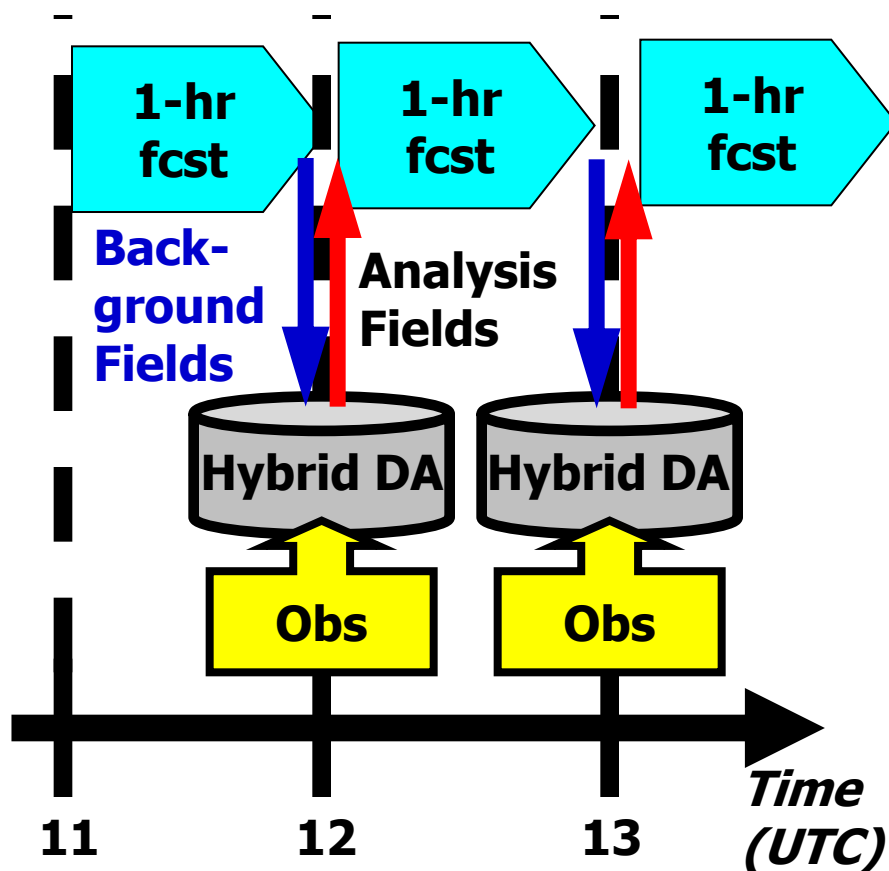 1-hr
fcst
1-hr
fcst
1-hr
fcst
Back-
ground
Fields
Analysis
Fields
Hybrid DA
Hybrid DA
Obs
Obs
11
12
13
Time
(UTC)